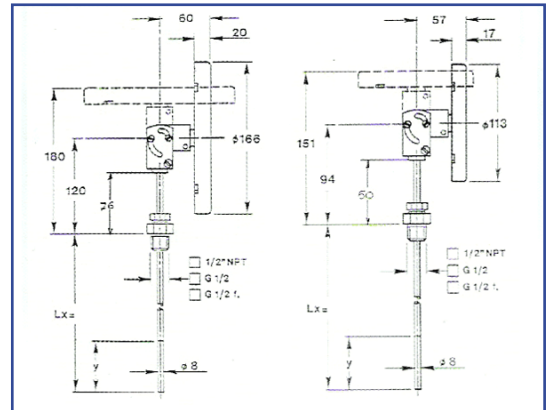 60
20
180
120
76
ϕ166
1/2"NPT
G 1/2
G 1/2 f.
Lx=
y
ϕ 8
57
17
151
94
50
ϕ113
1/2"NPT
G 1/2
G 1/2 f.
Lx=
y
ϕ 8